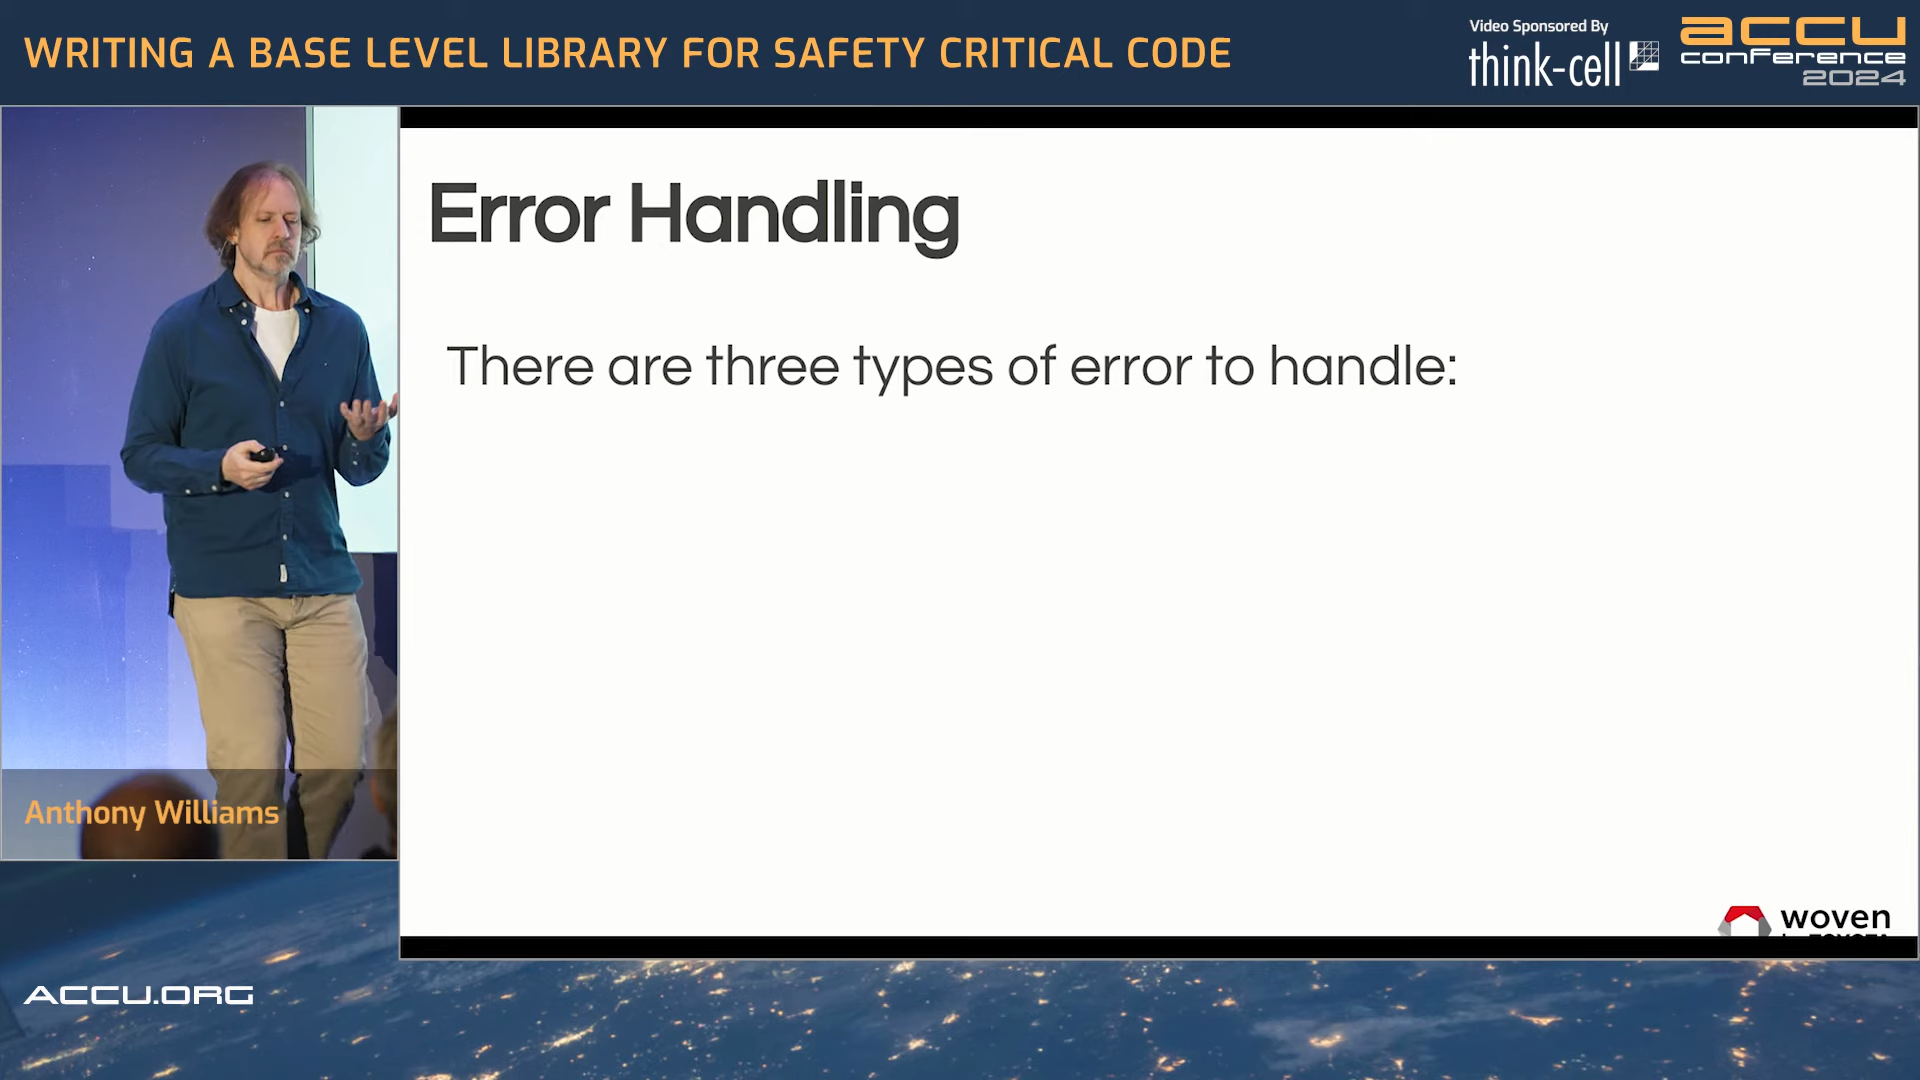 WRITING A BASE LEVEL LIBRARY FOR SAFETY CRITICAL CODE
Video Sponsored By
think-cell
accu
conference
2024
Error Handling
There are three types of error to handle:
Anthony Williams
woven
ACCU.ORG